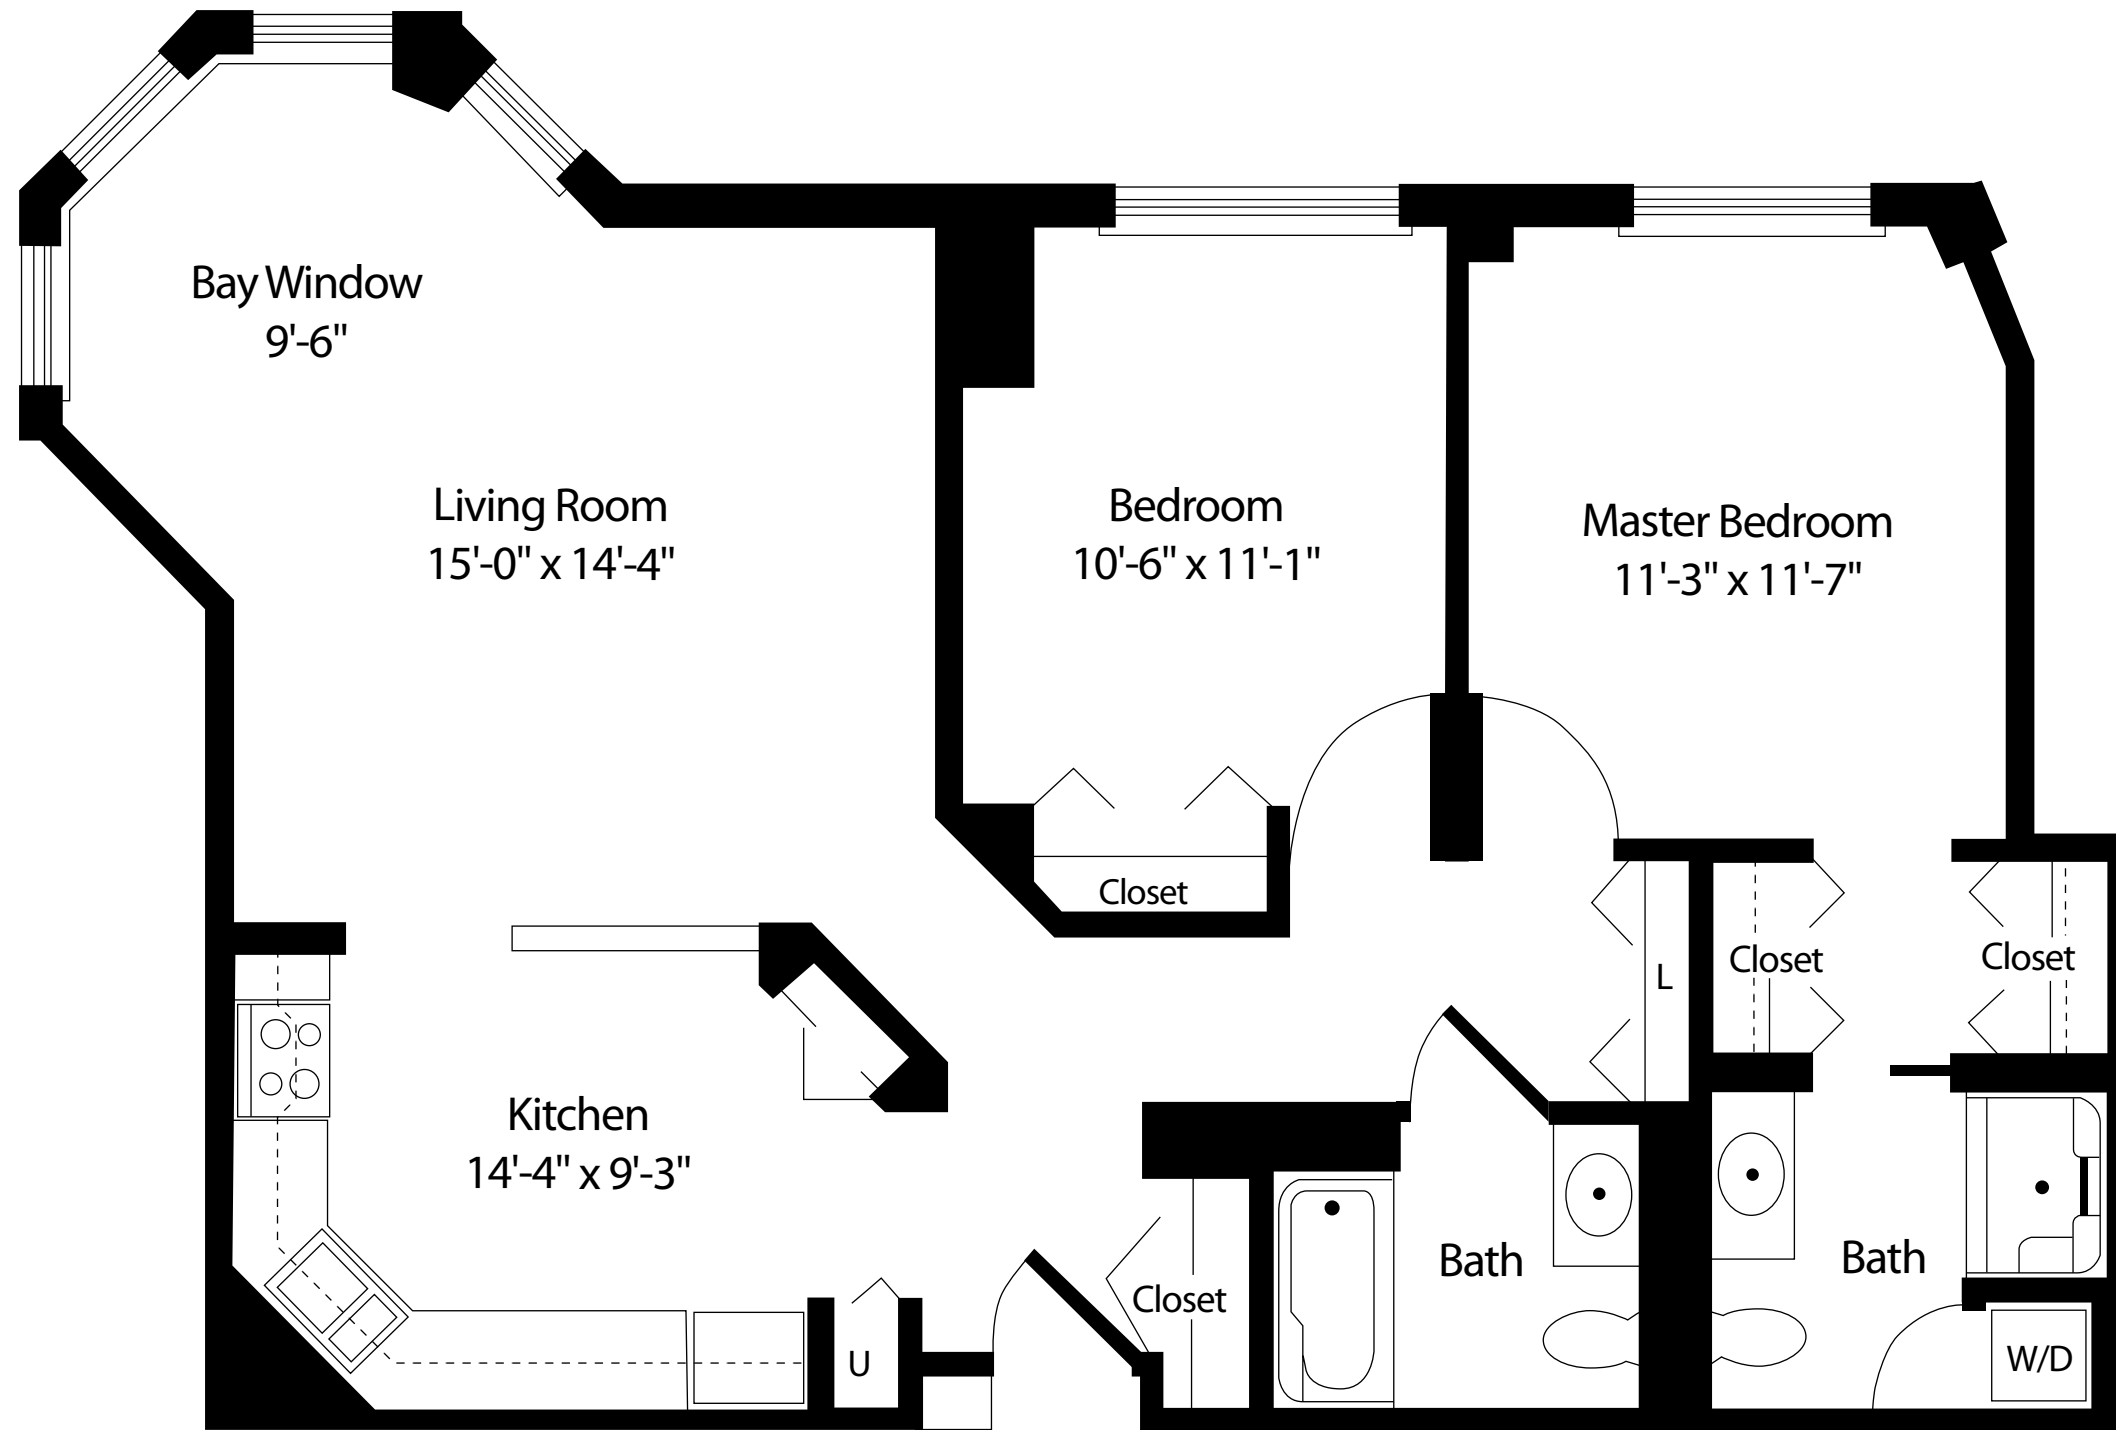 Bay Window
9'-6"
Living Room
15'-0" x 14'-4"
Bedroom
10'-6" x 11'-1"
Master Bedroom
11'-3" x 11'-7"
Closet
L
Closet
Closet
Kitchen
14'-4" x 9'-3"
U
Closet
Bath
Bath
W/D